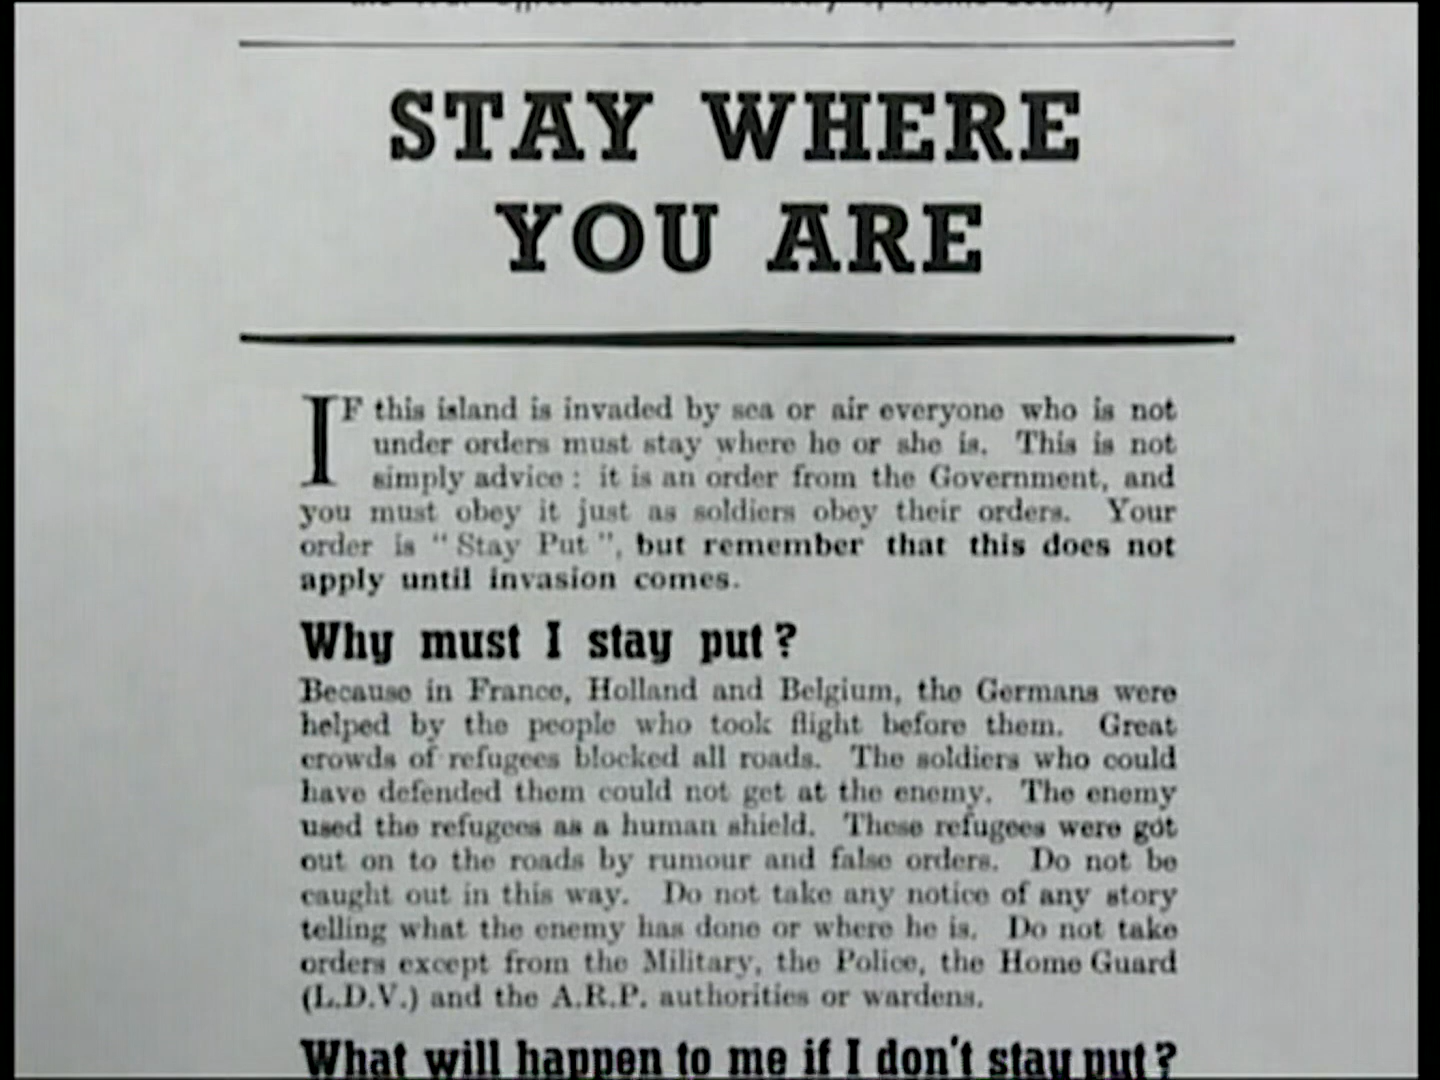 STAY WHERE
YOU ARE
IF this island is invaded by sea or air everyone who is not
under orders must stay where he or she is. This is not
simply advice : it is an order from the Government, and
you must obey it just as soldiers obey their orders. Your
order is “ Stay Put ”, but remember that this does not
apply until invasion comes.
Why must I stay put ?
Because in France, Holland and Belgium, the Germans were
helped by the people who took flight before them. Great
crowds of refugees blocked all roads. The soldiers who could
have defended them could not get at the enemy. The enemy
used the refugees as a human shield. These refugees were got
out on to the roads by rumour and false orders. Do not be
caught out in this way. Do not take any notice of any story
telling what the enemy has done or where he is. Do not take
orders except from the Military, the Police, the Home Guard
(L.D.V.) and the A.R.P. authorities or wardens.
What will happen to me if I don't stay put ?